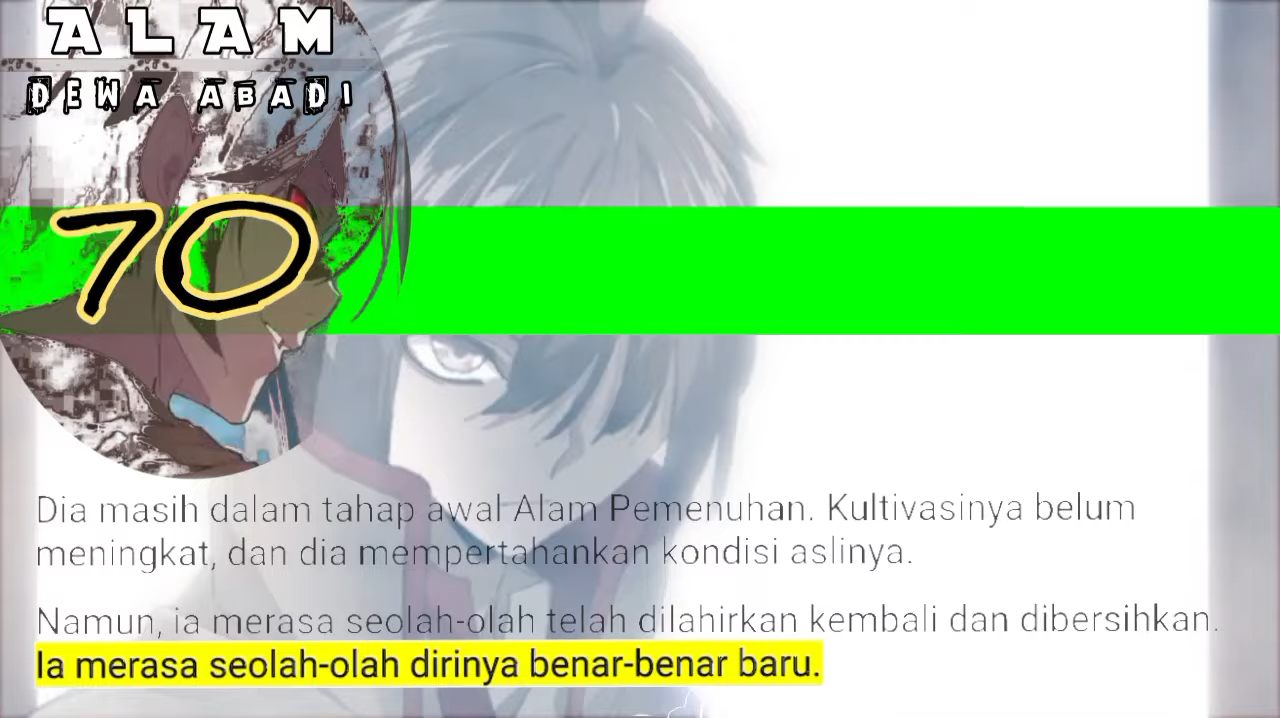 ALAM
DEWA ABADI
70
Dia masih dalam tahap awal Alam Pemenuhan. Kultivasinya belum
meningkat, dan dia mempertahankan kondisi aslinya.
Namun, ia merasa seolah-olah telah dilahirkan kembali dan dibersihkan.
Ia merasa seolah-olah dirinya benar-benar baru.